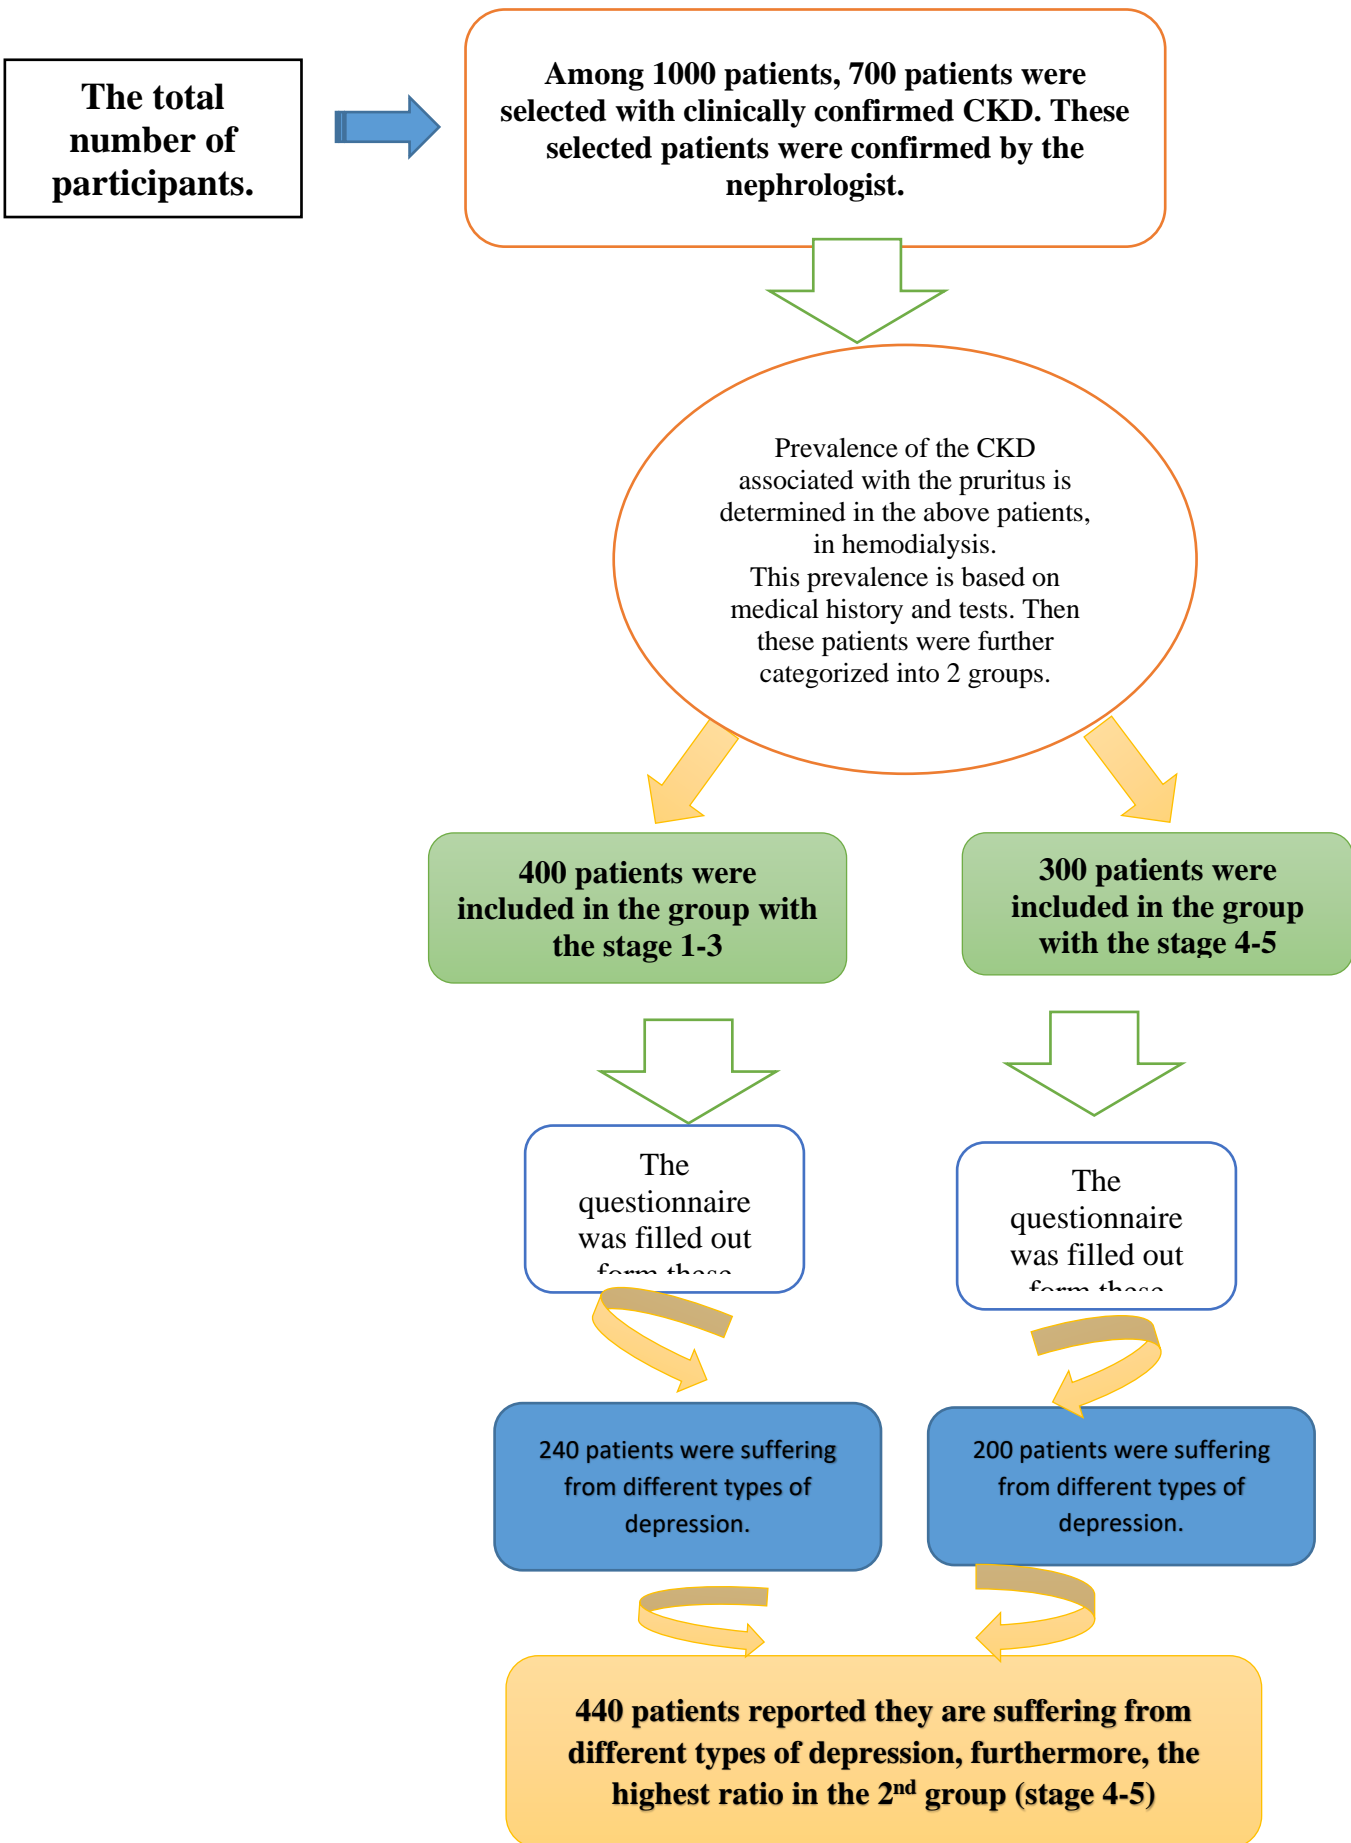 The total
number of
participants.
Among 1000 patients, 700 patients were
selected with clinically confirmed CKD. These
selected patients were confirmed by the
nephrologist.
Prevalence of the CKD
associated with the pruritus is
determined in the above patients,
in hemodialysis.
This prevalence is based on
medical history and tests. Then
these patients were further
categorized into 2 groups.
400 patients were
included in the group with
the stage 1-3
300 patients were
included in the group
with the stage 4-5
The
questionnaire
was filled out
form these
The
questionnaire
was filled out
form these
240 patients were suffering
from different types of
depression.
200 patients were suffering
from different types of
depression.
440 patients reported they are suffering from
different types of depression, furthermore, the
highest ratio in the 2nd group (stage 4-5)